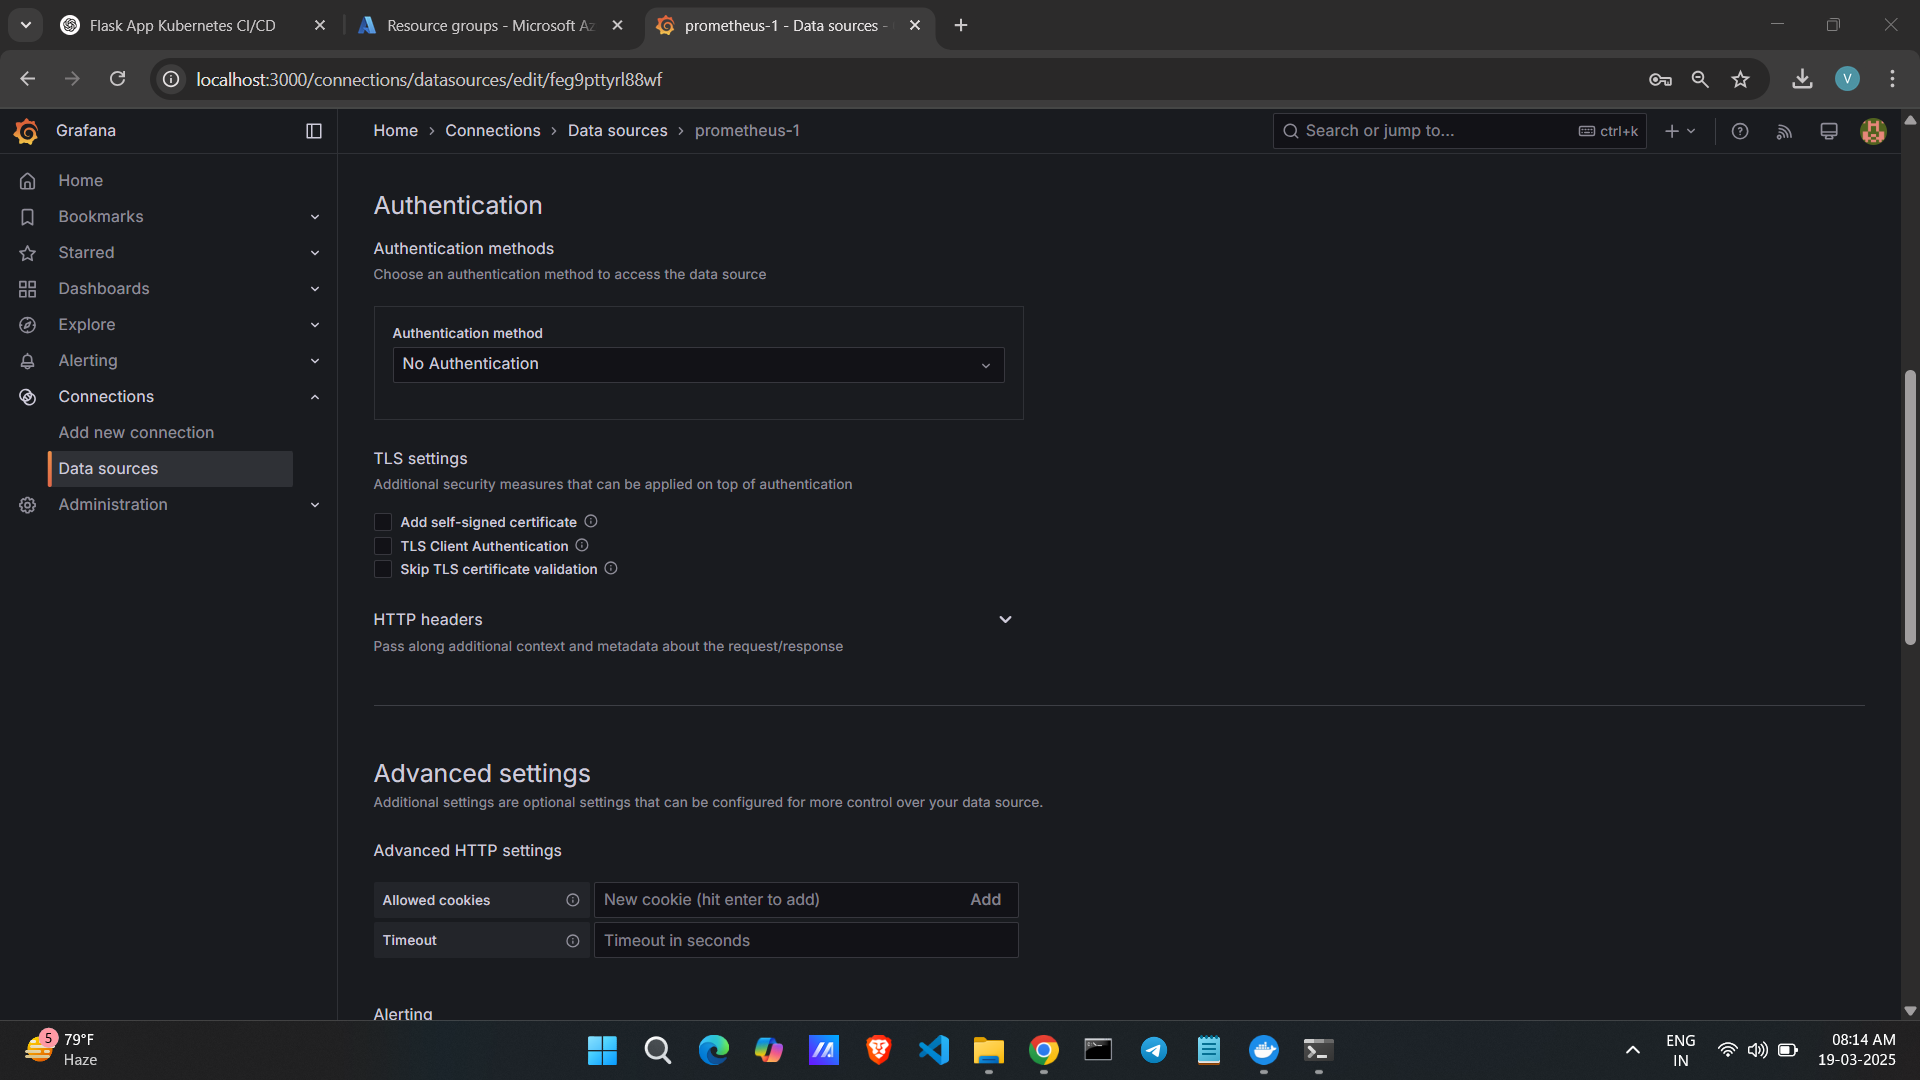 Flask App Kubernetes CI/CD
Resource groups - Microsoft Az
prometheus-1 - Data sources -
localhost:3000/connections/datasources/edit/feg9pttyrl88wf
V
Grafana
Home › Connections › Data sources › prometheus-1
Search or jump to...
ctrl+k
Home
Bookmarks
Starred
Dashboards
Explore
Alerting
Connections
Add new connection
Data sources
Administration
Authentication
Authentication methods
Choose an authentication method to access the data source
Authentication method
No Authentication
TLS settings
Additional security measures that can be applied on top of authentication
Add self-signed certificate
TLS Client Authentication
Skip TLS certificate validation
HTTP headers
Pass along additional context and metadata about the request/response
Advanced settings
Additional settings are optional settings that can be configured for more control over your data source.
Advanced HTTP settings
Allowed cookies
New cookie (hit enter to add)
Add
Timeout
Timeout in seconds
Alerting
5
79°F
Haze
ENG
IN
08:14 AM
19-03-2025